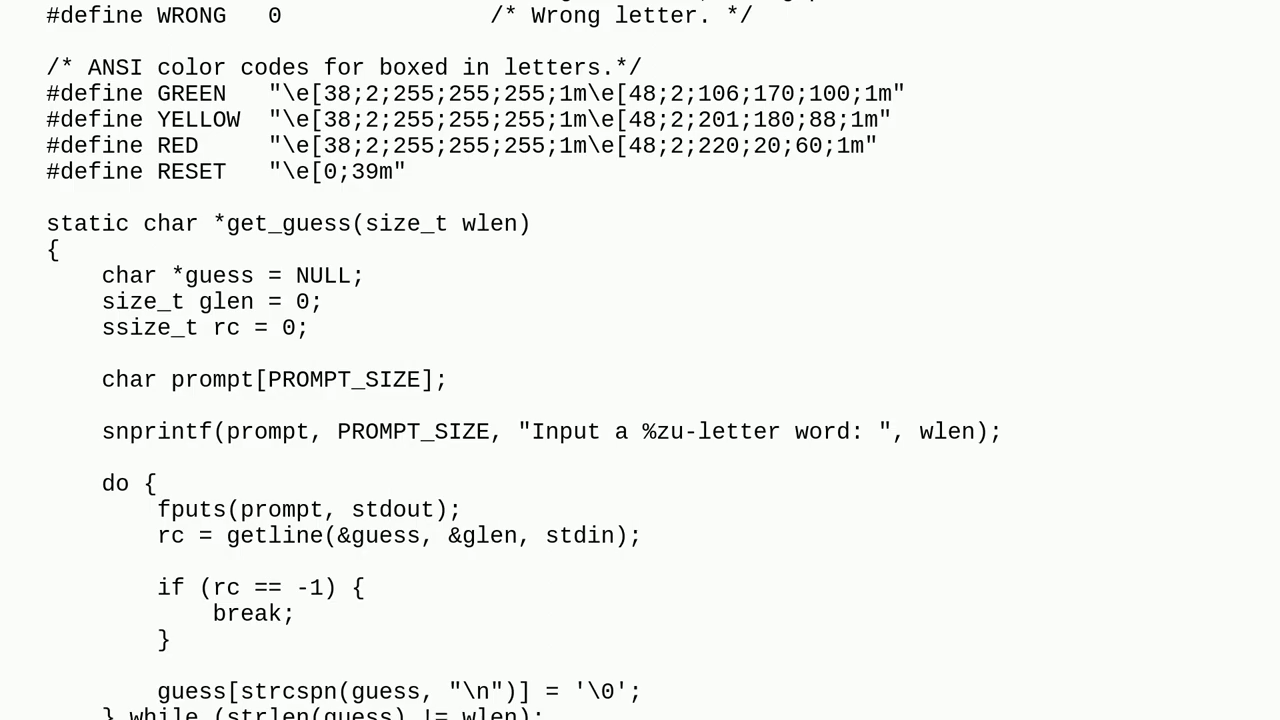 #define WRONG   0               /* Wrong letter. */

/* ANSI color codes for boxed in letters.*/
#define GREEN   "\e[38;2;255;255;255;1m\e[48;2;106;170;100;1m"
#define YELLOW  "\e[38;2;255;255;255;1m\e[48;2;201;180;88;1m"
#define RED     "\e[38;2;255;255;255;1m\e[48;2;220;20;60;1m"
#define RESET   "\e[0;39m"

static char *get_guess(size_t wlen)
{
    char *guess = NULL;
    size_t glen = 0;
    ssize_t rc = 0;

    char prompt[PROMPT_SIZE];

    snprintf(prompt, PROMPT_SIZE, "Input a %zu-letter word: ", wlen);

    do {
        fputs(prompt, stdout);
        rc = getline(&guess, &glen, stdin);

        if (rc == -1) {
            break;
        }

        guess[strcspn(guess, "\n")] = '\0';
    } while (strlen(guess) != wlen);